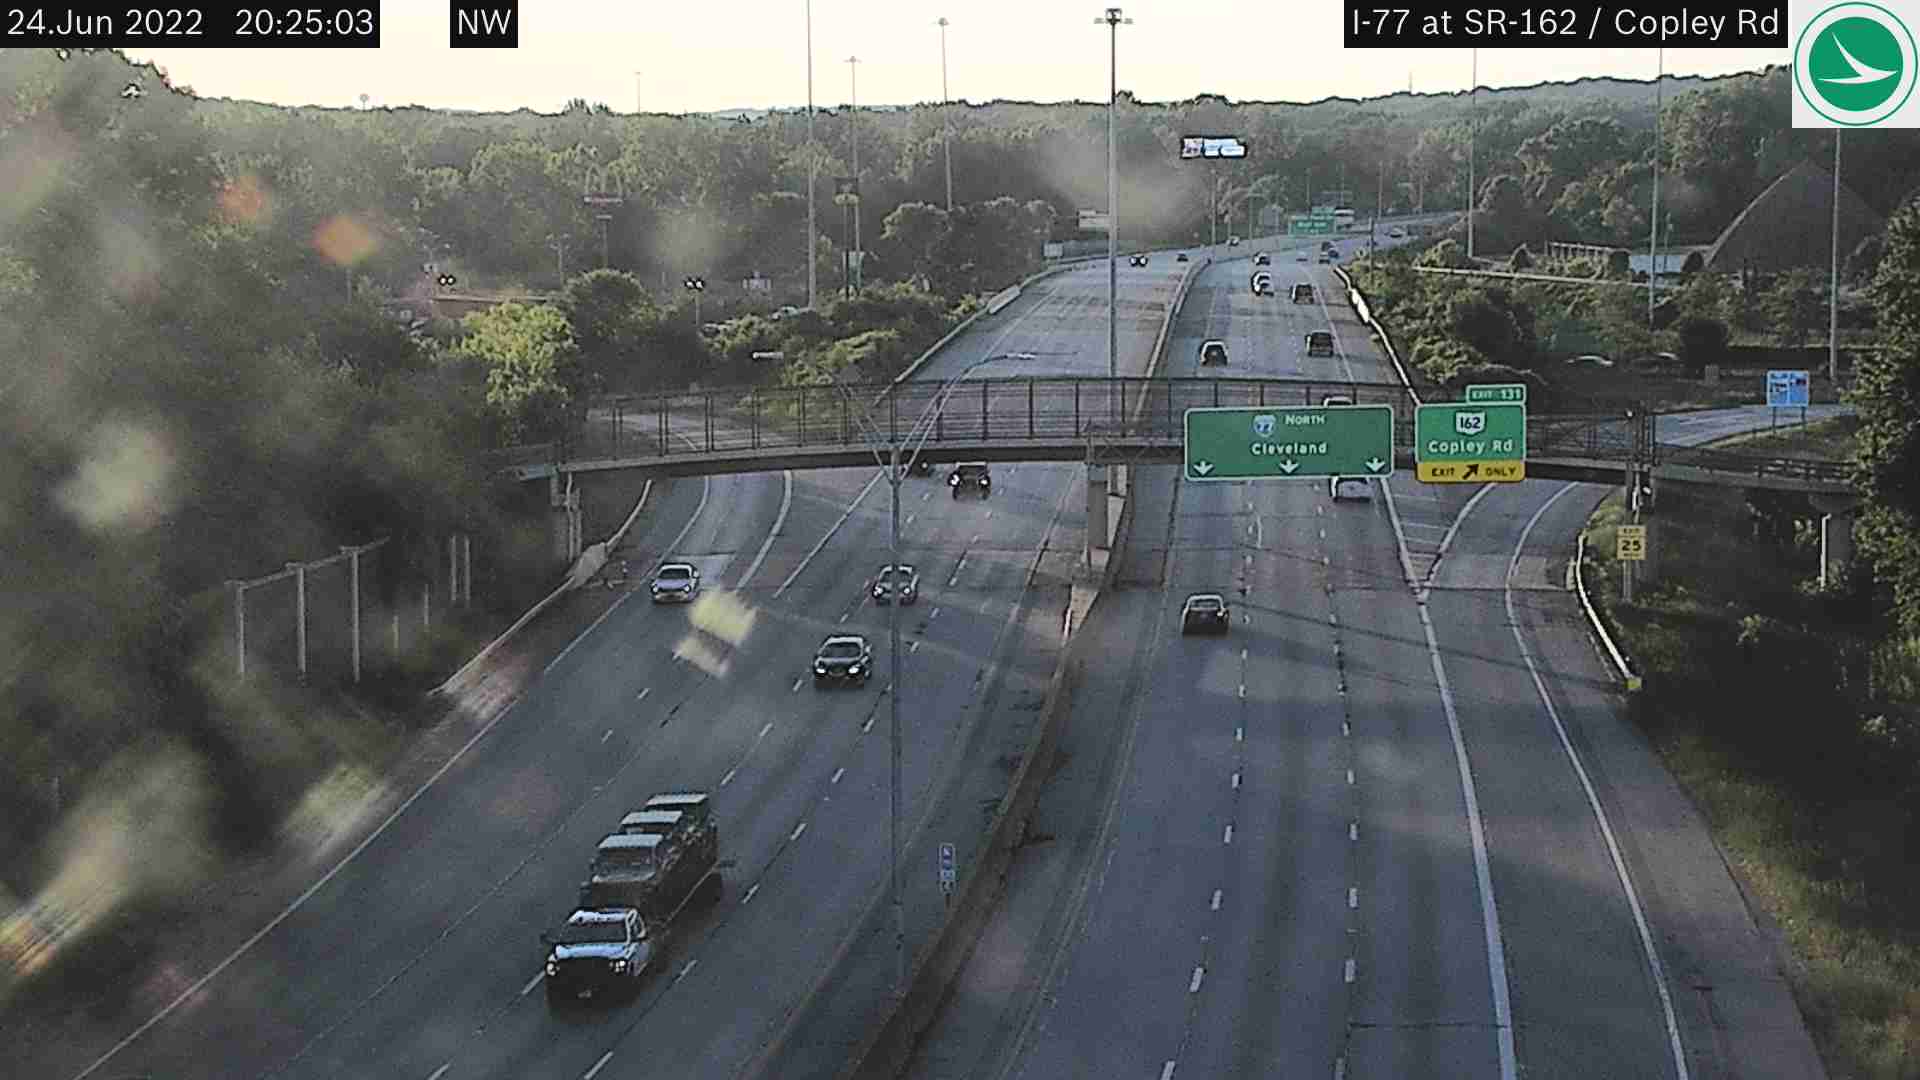 24.Jun 2022 20:25:03
NW
I-77 at SR-162 / Copley Rd
77 NORTH
Cleveland
EXIT 131
162
Copley Rd
EXIT ONLY
EXIT
25